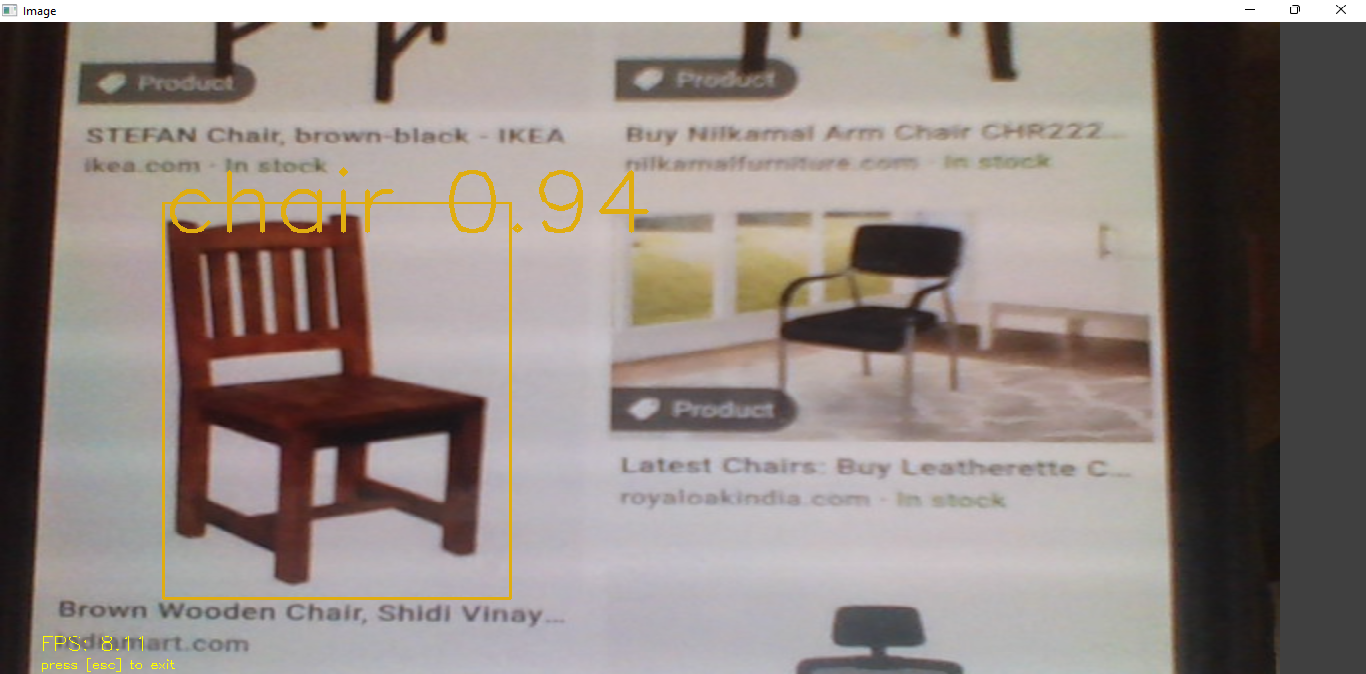 Image
Product
Product
STEFAN Chair, brown-black - IKEA
ikea.com · In stock
Buy Nilkamal Arm Chair CHR222...
nilkamalfurniture.com · In stock
chair 0.94
Product
Latest Chairs: Buy Leatherette C...
royaloakindia.com · In stock
Brown Wooden Chair, Shidi Vinay...
FPS: 8.11
press [esc] to exit